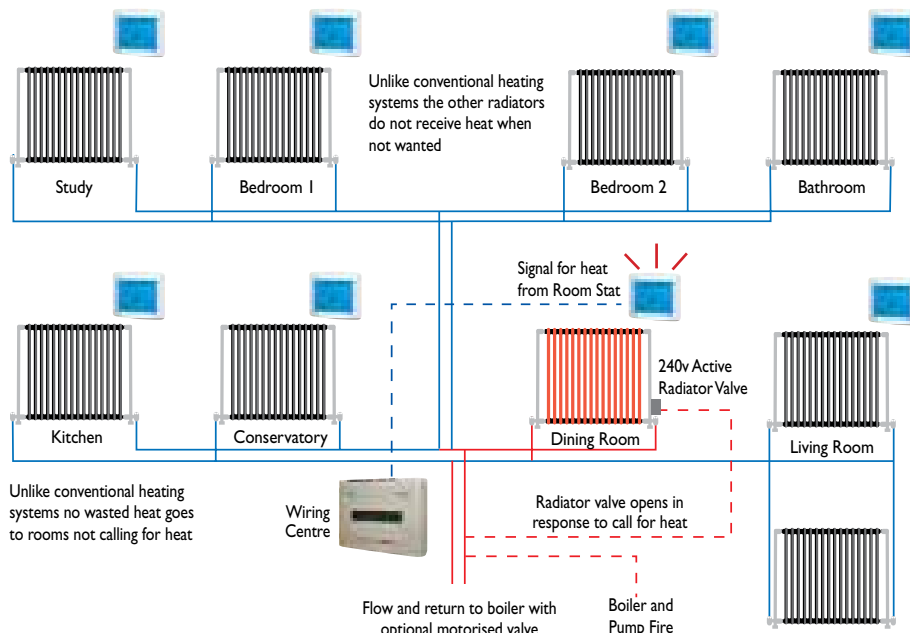 Unlike conventional heating
systems the other radiators
do not receive heat when
not wanted
Study
Bedroom 1
Bedroom 2
Bathroom
Signal for heat
from Room Stat
240v Active
Radiator Valve
Kitchen
Conservatory
Dining Room
Living Room
Unlike conventional heating
systems no wasted heat goes
to rooms not calling for heat
Wiring
Centre
Radiator valve opens in
response to call for heat
Flow and return to boiler with
optional motorised valve
Boiler and
Pump Fire